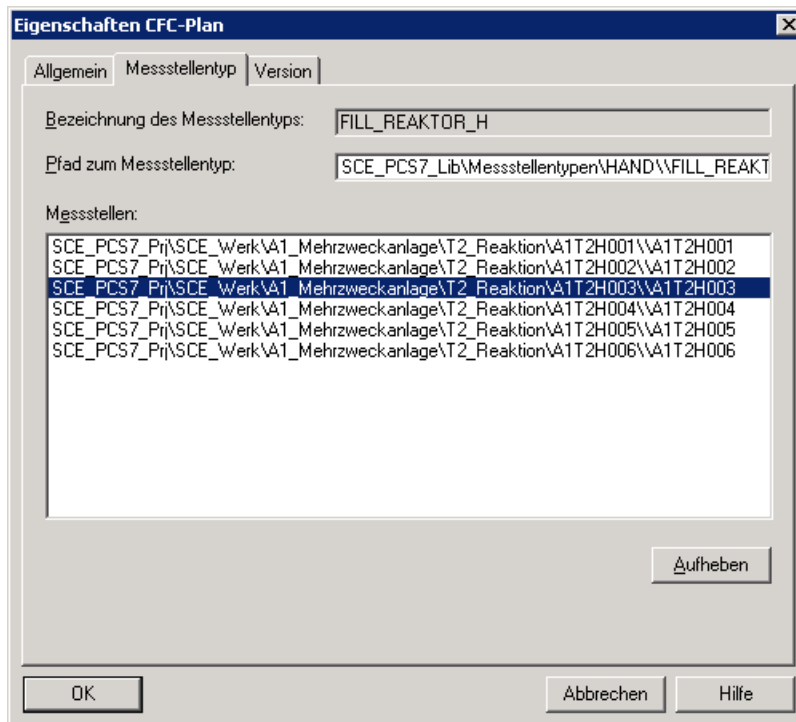 Eigenschaften CFC-Plan
Allgemein Messstellentyp Version
Bezeichnung des Messstellentyps: FILL_REAKTOR_H
Pfad zum Messstellentyp: SCE_PCS7_Lib\Messstellentypen\HAND\\FILL_REAKT
Messstellen:
SCE_PCS7_Prj\SCE_Werk\A1_Mehrzweckanlage\T2_Reaktion\A1T2H001\\A1T2H001
SCE_PCS7_Prj\SCE_Werk\A1_Mehrzweckanlage\T2_Reaktion\A1T2H002\\A1T2H002
SCE_PCS7_Prj\SCE_Werk\A1_Mehrzweckanlage\T2_Reaktion\A1T2H003\\A1T2H003
SCE_PCS7_Prj\SCE_Werk\A1_Mehrzweckanlage\T2_Reaktion\A1T2H004\\A1T2H004
SCE_PCS7_Prj\SCE_Werk\A1_Mehrzweckanlage\T2_Reaktion\A1T2H005\\A1T2H005
SCE_PCS7_Prj\SCE_Werk\A1_Mehrzweckanlage\T2_Reaktion\A1T2H006\\A1T2H006
Aufheben
OK Abbrechen Hilfe